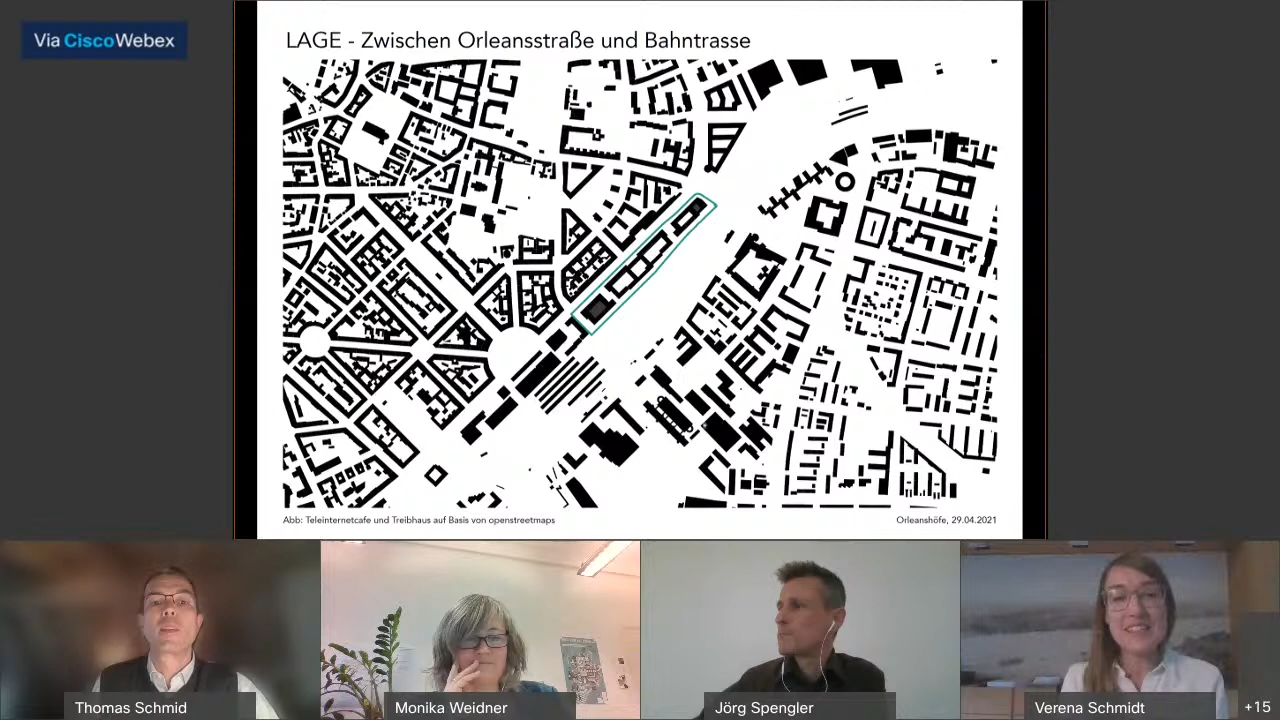 Via CiscoWebex
LAGE - Zwischen Orleansstraße und Bahntrasse
Abb: Teleinternetcafe und Treibhaus auf Basis von openstreetmaps
Orleanshöfe, 29.04.2021
Thomas Schmid
Monika Weidner
Jörg Spengler
Verena Schmidt
+15